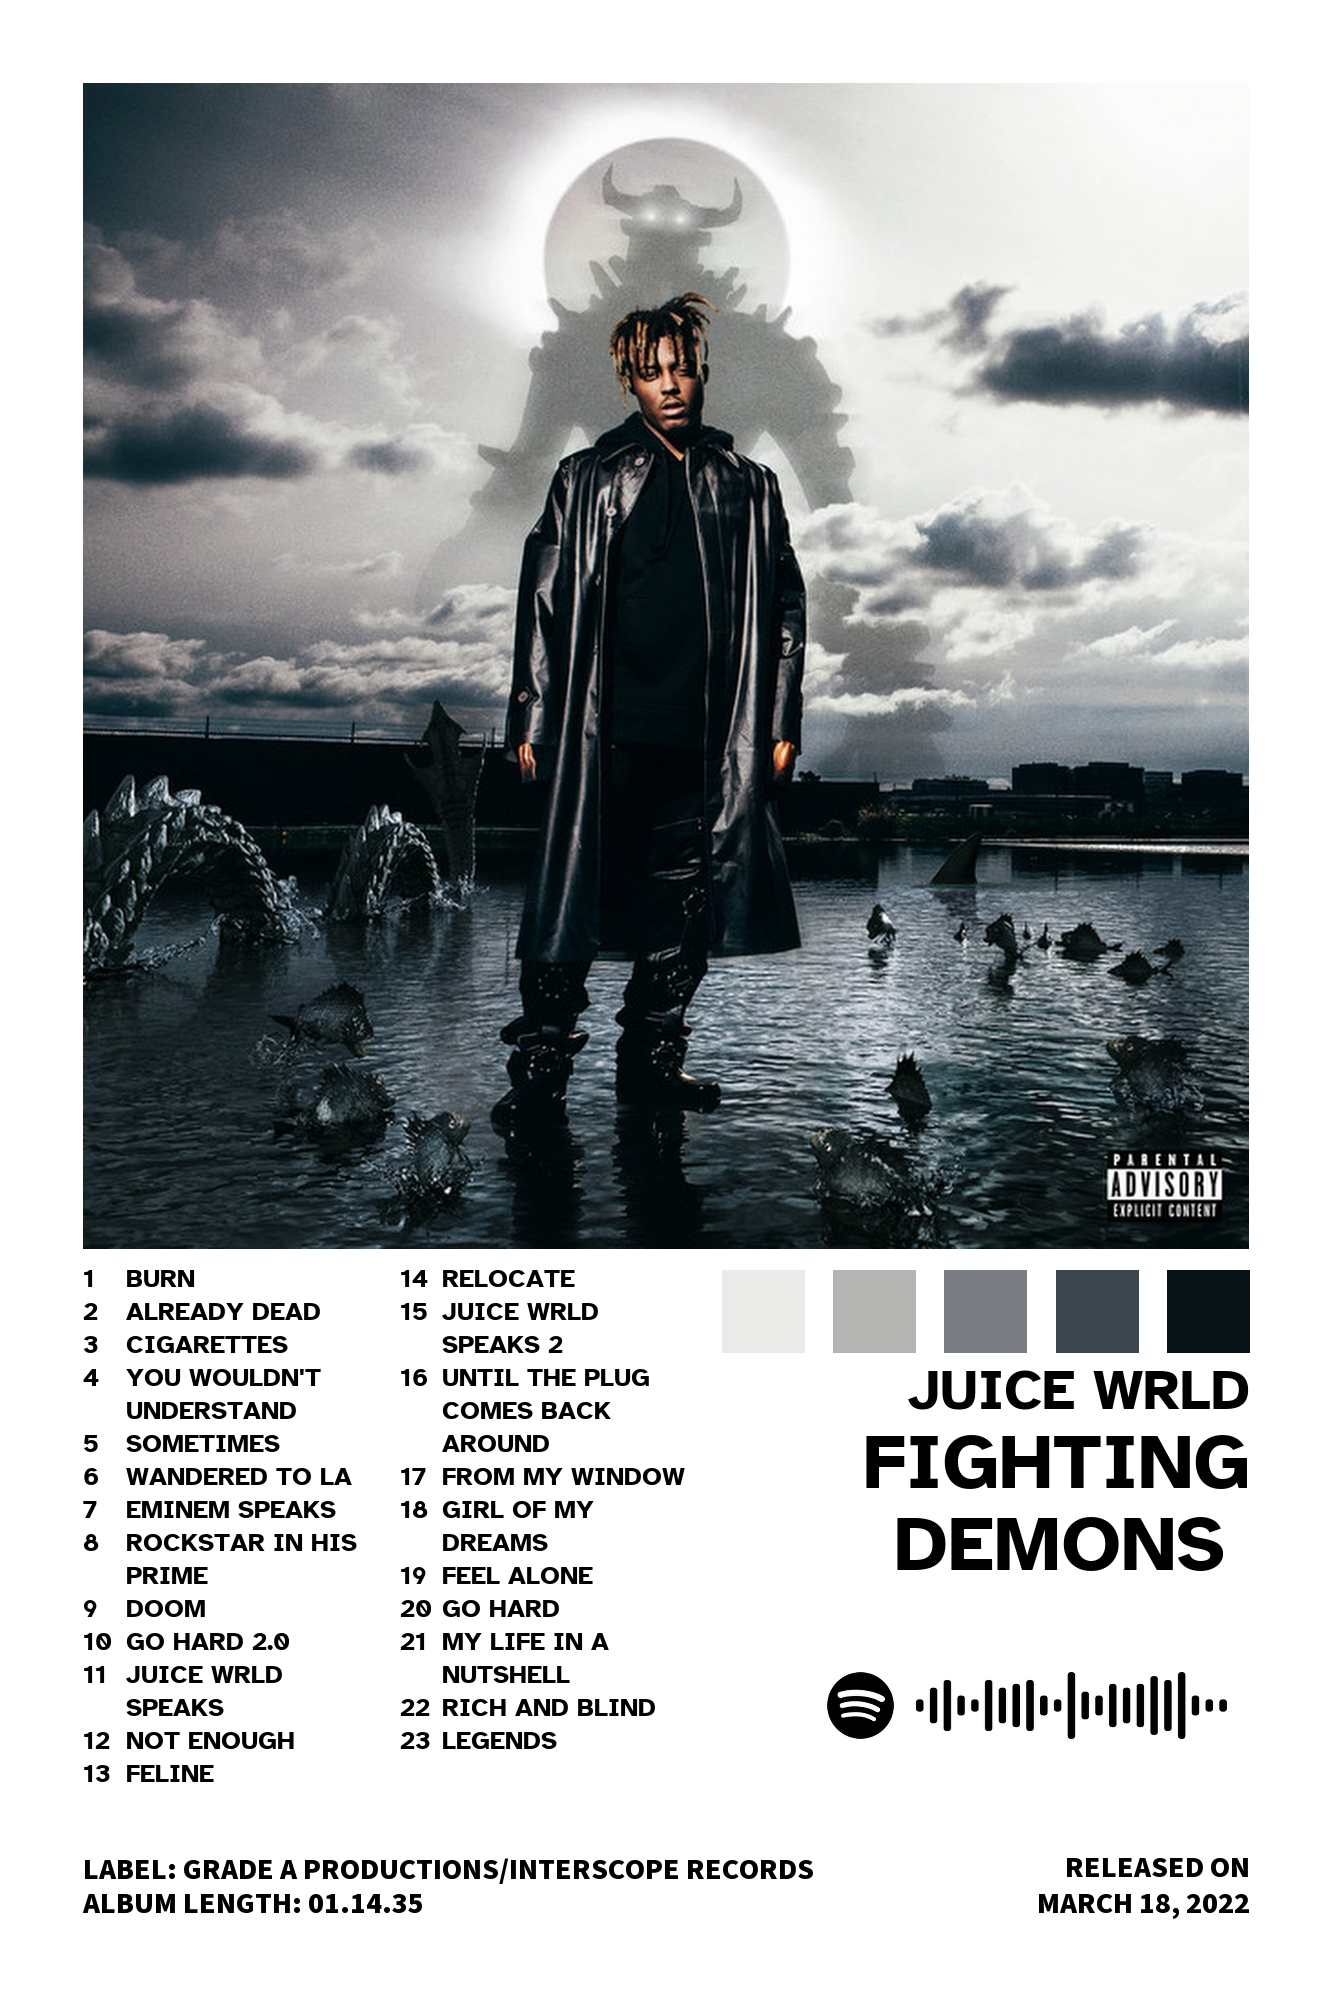 PARENTAL
ADVISORY
EXPLICIT CONTENT
1 BURN
2 ALREADY DEAD
3 CIGARETTES
4 YOU WOULDN'T
UNDERSTAND
5 SOMETIMES
6 WANDERED TO LA
7 EMINEM SPEAKS
8 ROCKSTAR IN HIS
PRIME
9 DOOM
10 GO HARD 2.0
11 JUICE WRLD
SPEAKS
12 NOT ENOUGH
13 FELINE
14 RELOCATE
15 JUICE WRLD
SPEAKS 2
16 UNTIL THE PLUG
COMES BACK
AROUND
17 FROM MY WINDOW
18 GIRL OF MY
DREAMS
19 FEEL ALONE
20 GO HARD
21 MY LIFE IN A
NUTSHELL
22 RICH AND BLIND
23 LEGENDS
JUICE WRLD
FIGHTING
DEMONS
LABEL: GRADE A PRODUCTIONS/INTERSCOPE RECORDS
ALBUM LENGTH: 01.14.35
RELEASED ON
MARCH 18, 2022